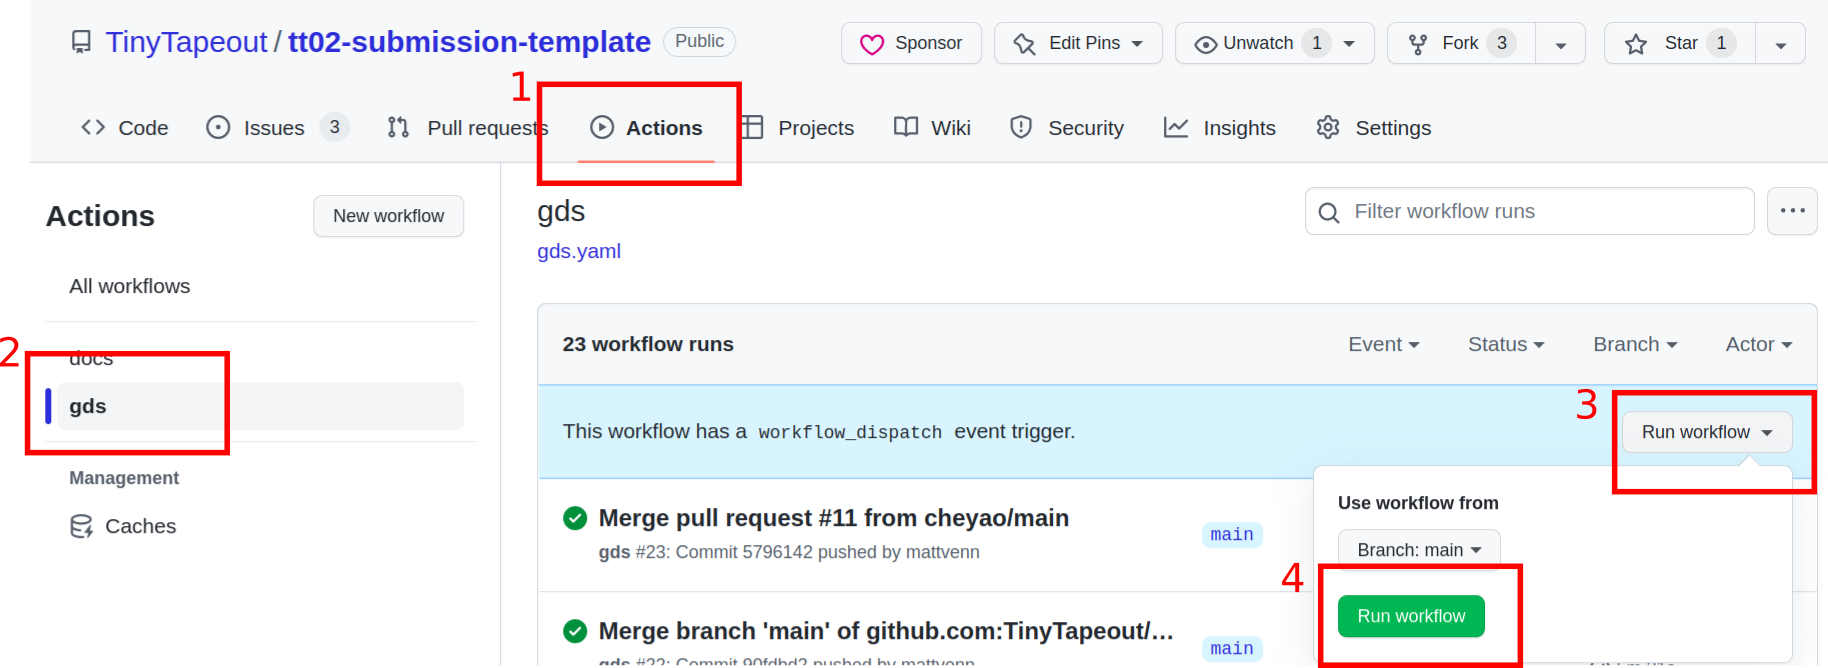 TinyTapeout / tt02-submission-template Public Sponsor Edit Pins Unwatch 1 Fork 3 Star 1
1
Code Issues 3 Pull requests Actions Projects Wiki Security Insights Settings
Actions New workflow
All workflows
2
docs
gds
Management
Caches
gds
gds.yaml
Filter workflow runs
23 workflow runs Event Status Branch Actor
3
This workflow has a workflow_dispatch event trigger. Run workflow
Use workflow from
Branch: main
4
Run workflow
Merge pull request #11 from cheyao/main
gds #23: Commit 5796142 pushed by mattvenn
main
Merge branch 'main' of github.com:TinyTapeout/…
gds #22: Commit 90fdbd2 pushed by mattvenn
main